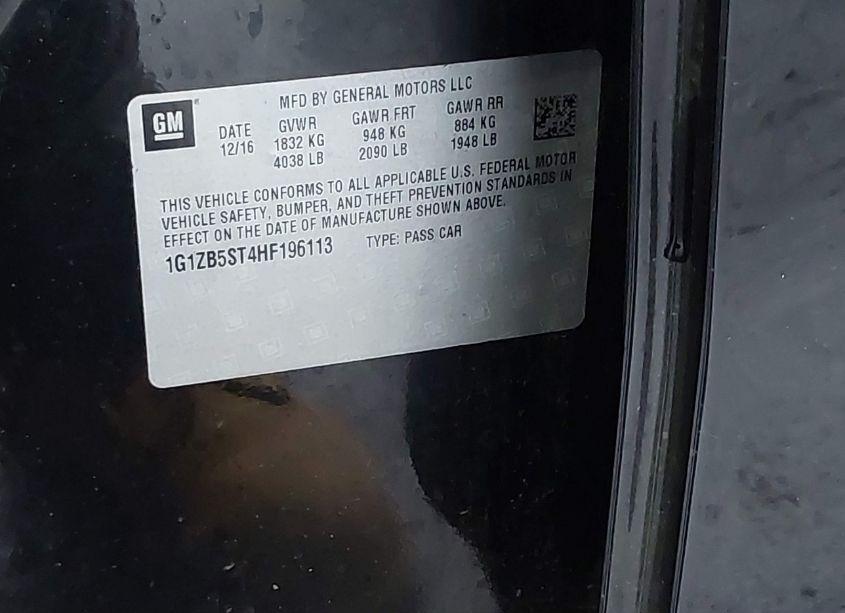 GM
MFD BY GENERAL MOTORS LLC
DATE GVWR GAWR FRT GAWR RR
12/16 1832 KG 948 KG 884 KG
4038 LB 2090 LB 1948 LB
THIS VEHICLE CONFORMS TO ALL APPLICABLE U.S. FEDERAL MOTOR
VEHICLE SAFETY, BUMPER, AND THEFT PREVENTION STANDARDS IN
EFFECT ON THE DATE OF MANUFACTURE SHOWN ABOVE.
1G1ZB5ST4HF196113 TYPE: PASS CAR